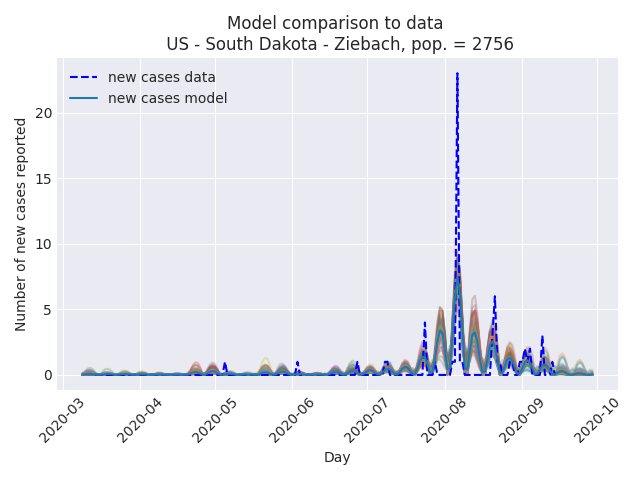 Model comparison to data
US - South Dakota - Ziebach, pop. = 2756
new cases data
new cases model
Number of new cases reported
20
15
10
5
0
2020-03
2020-04
2020-05
2020-06
2020-07
2020-08
2020-09
2020-10
Day